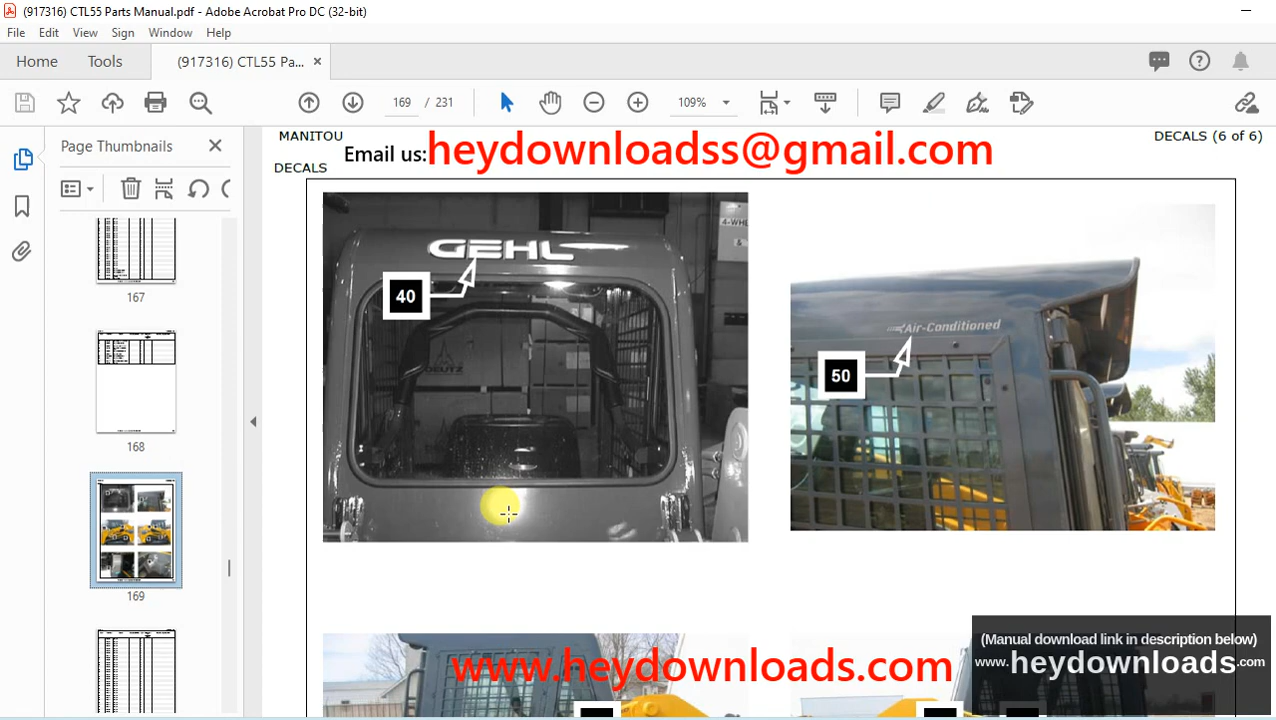 (917316) CTL55 Parts Manual.pdf - Adobe Acrobat Pro DC (32-bit)
File Edit View Sign Window Help
Home Tools (917316) CTL55 Pa... ×
169 / 231 109%
Page Thumbnails
167
168
169
MANITOU DECALS (6 of 6)
Email us:heydownloadss@gmail.com
DECALS
GEHL
40
4-WHE
&
DEUTZ
Air-Conditioned
50
(Manual download link in description below)
www.heydownloads.com
www.heydownloads.com